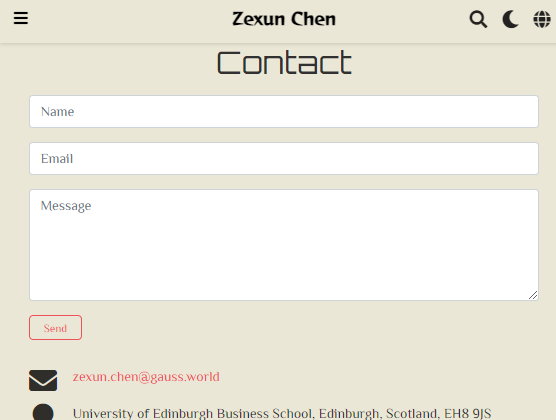 Zexun Chen
Contact
Name
Email
Message
Send
zexun.chen@gauss.world
University of Edinburgh Business School, Edinburgh, Scotland, EH8 9JS